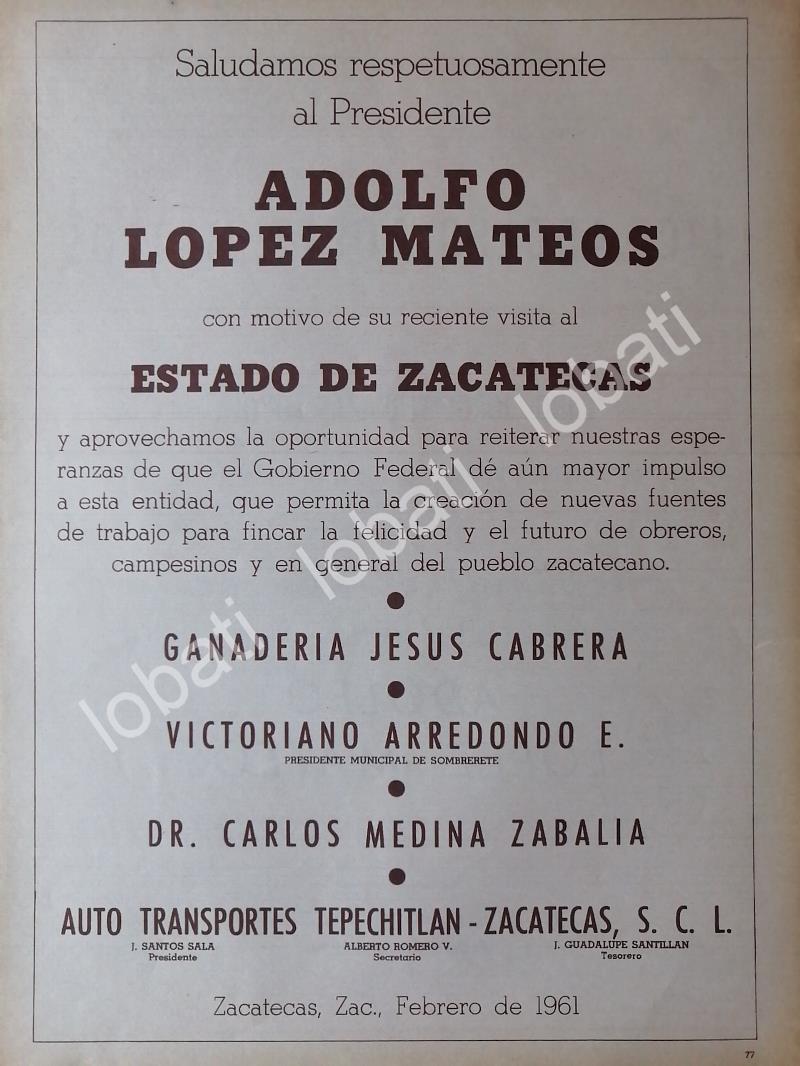 Saludamos respetuosamente
al Presidente
ADOLFO
LOPEZ MATEOS
con motivo de su reciente visita al
ESTADO DE ZACATECAS
y aprovechamos la oportunidad para reiterar nuestras espe-
ranzas de que el Gobierno Federal dé aún mayor impulso
a esta entidad, que permita la creación de nuevas fuentes
de trabajo para fincar la felicidad y el futuro de obreros,
campesinos y en general del pueblo zacatecano.
GANADERIA JESUS CABRERA
VICTORIANO ARREDONDO E.
PRESIDENTE MUNICIPAL DE SOMBRERETE
DR. CARLOS MEDINA ZABALIA
AUTO TRANSPORTES TEPECHITLAN - ZACATECAS, S. C. L.
J. SANTOS SALA ALBERTO ROMERO V. J. GUADALUPE SANTILLAN
Presidente Secretario Tesorero
Zacatecas, Zac., Febrero de 1961
77
lobati lobati lobati lobati